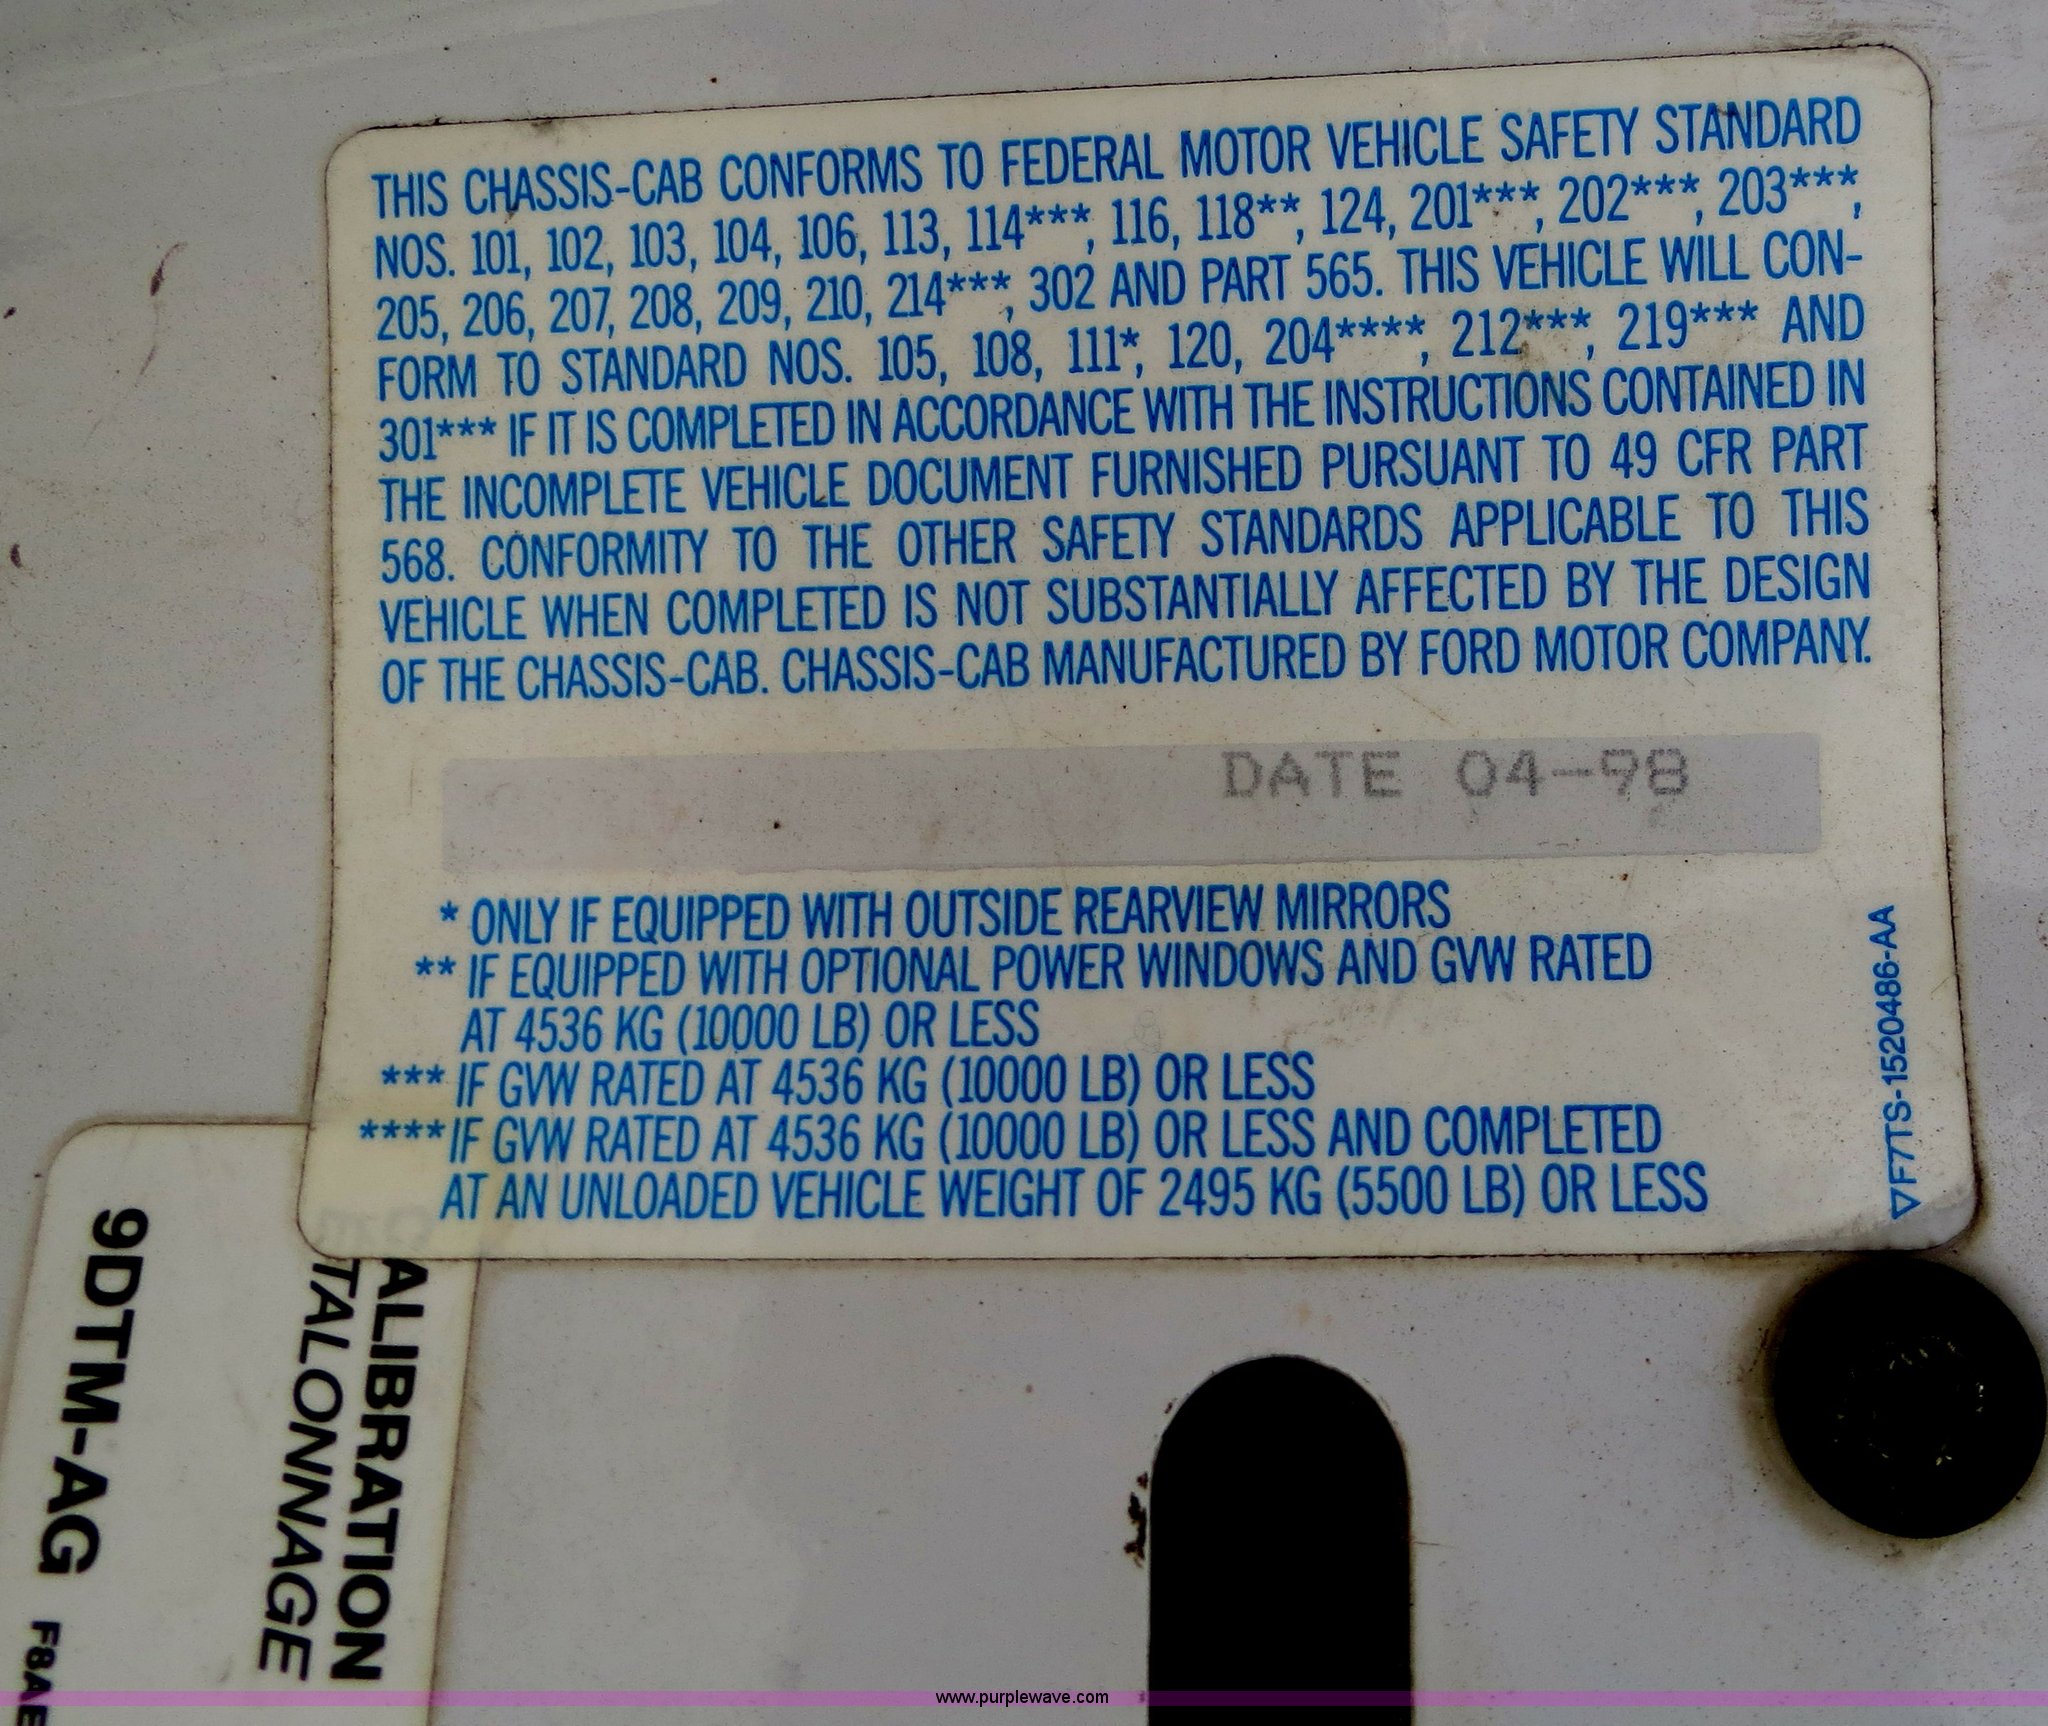 THIS CHASSIS-CAB CONFORMS TO FEDERAL MOTOR VEHICLE SAFETY STANDARD
NOS. 101, 102, 103, 104, 106, 113, 114***, 116, 118**, 124, 201***, 202***, 203***,
205, 206, 207, 208, 209, 210, 214***, 302 AND PART 565. THIS VEHICLE WILL CON-
FORM TO STANDARD NOS. 105, 108, 111*, 120, 204****, 212***, 219*** AND
301*** IF IT IS COMPLETED IN ACCORDANCE WITH THE INSTRUCTIONS CONTAINED IN
THE INCOMPLETE VEHICLE DOCUMENT FURNISHED PURSUANT TO 49 CFR PART
568. CONFORMITY TO THE OTHER SAFETY STANDARDS APPLICABLE TO THIS
VEHICLE WHEN COMPLETED IS NOT SUBSTANTIALLY AFFECTED BY THE DESIGN
OF THE CHASSIS-CAB. CHASSIS-CAB MANUFACTURED BY FORD MOTOR COMPANY.
DATE 04-98
* ONLY IF EQUIPPED WITH OUTSIDE REARVIEW MIRRORS
** IF EQUIPPED WITH OPTIONAL POWER WINDOWS AND GVW RATED
AT 4536 KG (10000 LB) OR LESS
*** IF GVW RATED AT 4536 KG (10000 LB) OR LESS
**** IF GVW RATED AT 4536 KG (10000 LB) OR LESS AND COMPLETED
AT AN UNLOADED VEHICLE WEIGHT OF 2495 KG (5500 LB) OR LESS
▽F7TS-1520486-AA
ALIBRATION
TALONNAGE
9DTM-AG F8AE
www.purplewave.com